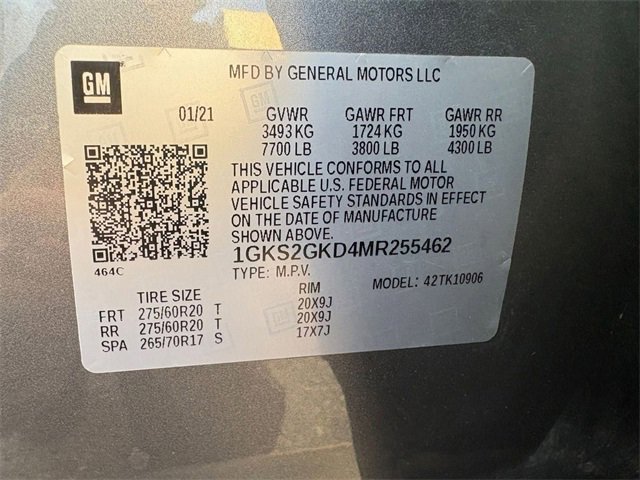 GM
MFD BY GENERAL MOTORS LLC
01/21 GVWR GAWR FRT GAWR RR
3493 KG 1724 KG 1950 KG
7700 LB 3800 LB 4300 LB
THIS VEHICLE CONFORMS TO ALL
APPLICABLE U.S. FEDERAL MOTOR
VEHICLE SAFETY STANDARDS IN EFFECT
ON THE DATE OF MANUFACTURE
SHOWN ABOVE.
1GKS2GKD4MR255462
464C
TYPE: M.P.V. MODEL: 42TK10906
TIRE SIZE RIM
FRT 275/60R20 T 20X9J
RR 275/60R20 T 20X9J
SPA 265/70R17 S 17X7J